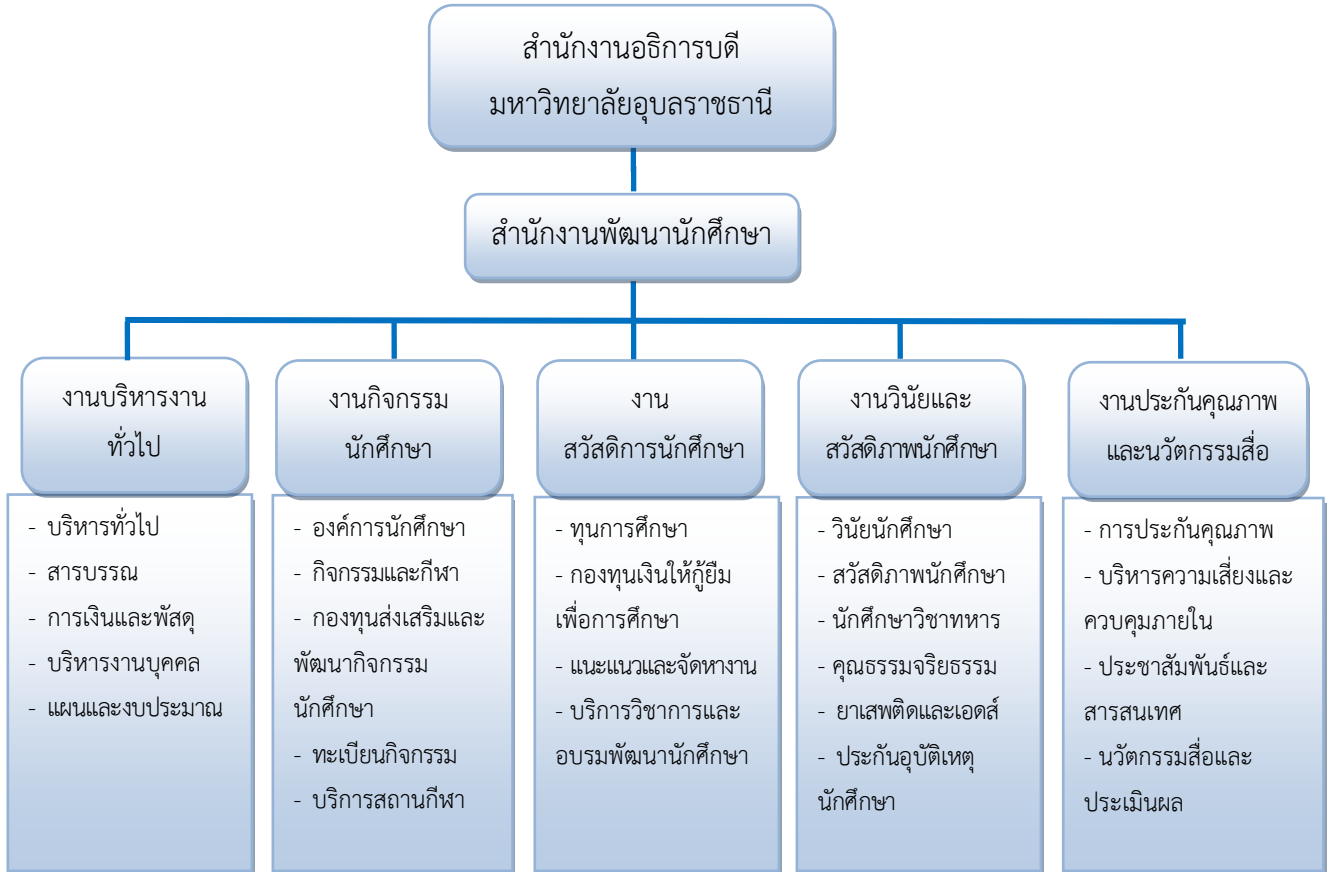 สำนักงานอธิการบดี
มหาวิทยาลัยอุบลราชธานี
สำนักงานพัฒนานักศึกษา
งานบริหารงาน
ทั่วไป
- บริหารทั่วไป
- สารบรรณ
- การเงินและพัสดุ
- บริหารงานบุคคล
- แผนและงบประมาณ
งานกิจกรรม
นักศึกษา
- องค์การนักศึกษา
- กิจกรรมและกีฬา
- กองทุนส่งเสริมและ
พัฒนากิจกรรม
นักศึกษา
- ทะเบียนกิจกรรม
- บริการสถานกีฬา
งาน
สวัสดิการนักศึกษา
- ทุนการศึกษา
- กองทุนเงินให้กู้ยืม
เพื่อการศึกษา
- แนะแนวและจัดหางาน
- บริการวิชาการและ
อบรมพัฒนานักศึกษา
งานวินัยและ
สวัสดิภาพนักศึกษา
- วินัยนักศึกษา
- สวัสดิภาพนักศึกษา
- นักศึกษาวิชาทหาร
- คุณธรรมจริยธรรม
- ยาเสพติดและเอดส์
- ประกันอุบัติเหตุ
นักศึกษา
งานประกันคุณภาพ
และนวัตกรรมสื่อ
- การประกันคุณภาพ
- บริหารความเสี่ยงและ
ควบคุมภายใน
- ประชาสัมพันธ์และ
สารสนเทศ
- นวัตกรรมสื่อและ
ประเมินผล